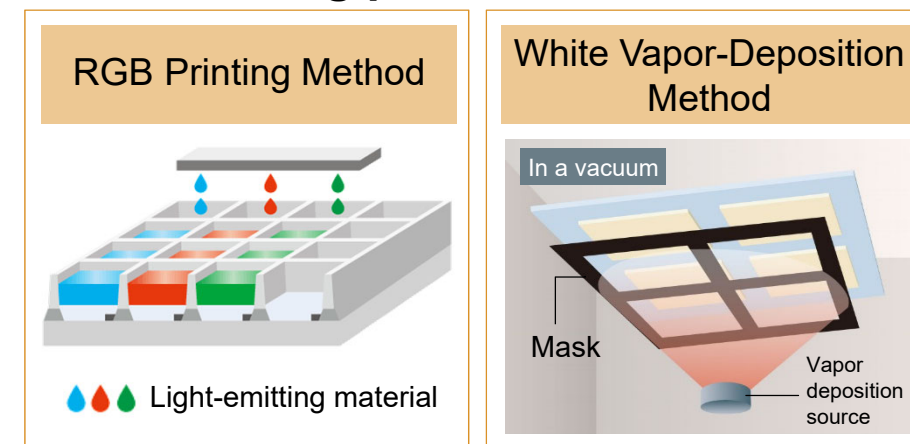 RGB Printing Method
Light-emitting material
White Vapor-Deposition
Method
In a vacuum
Mask
Vapor
deposition
source